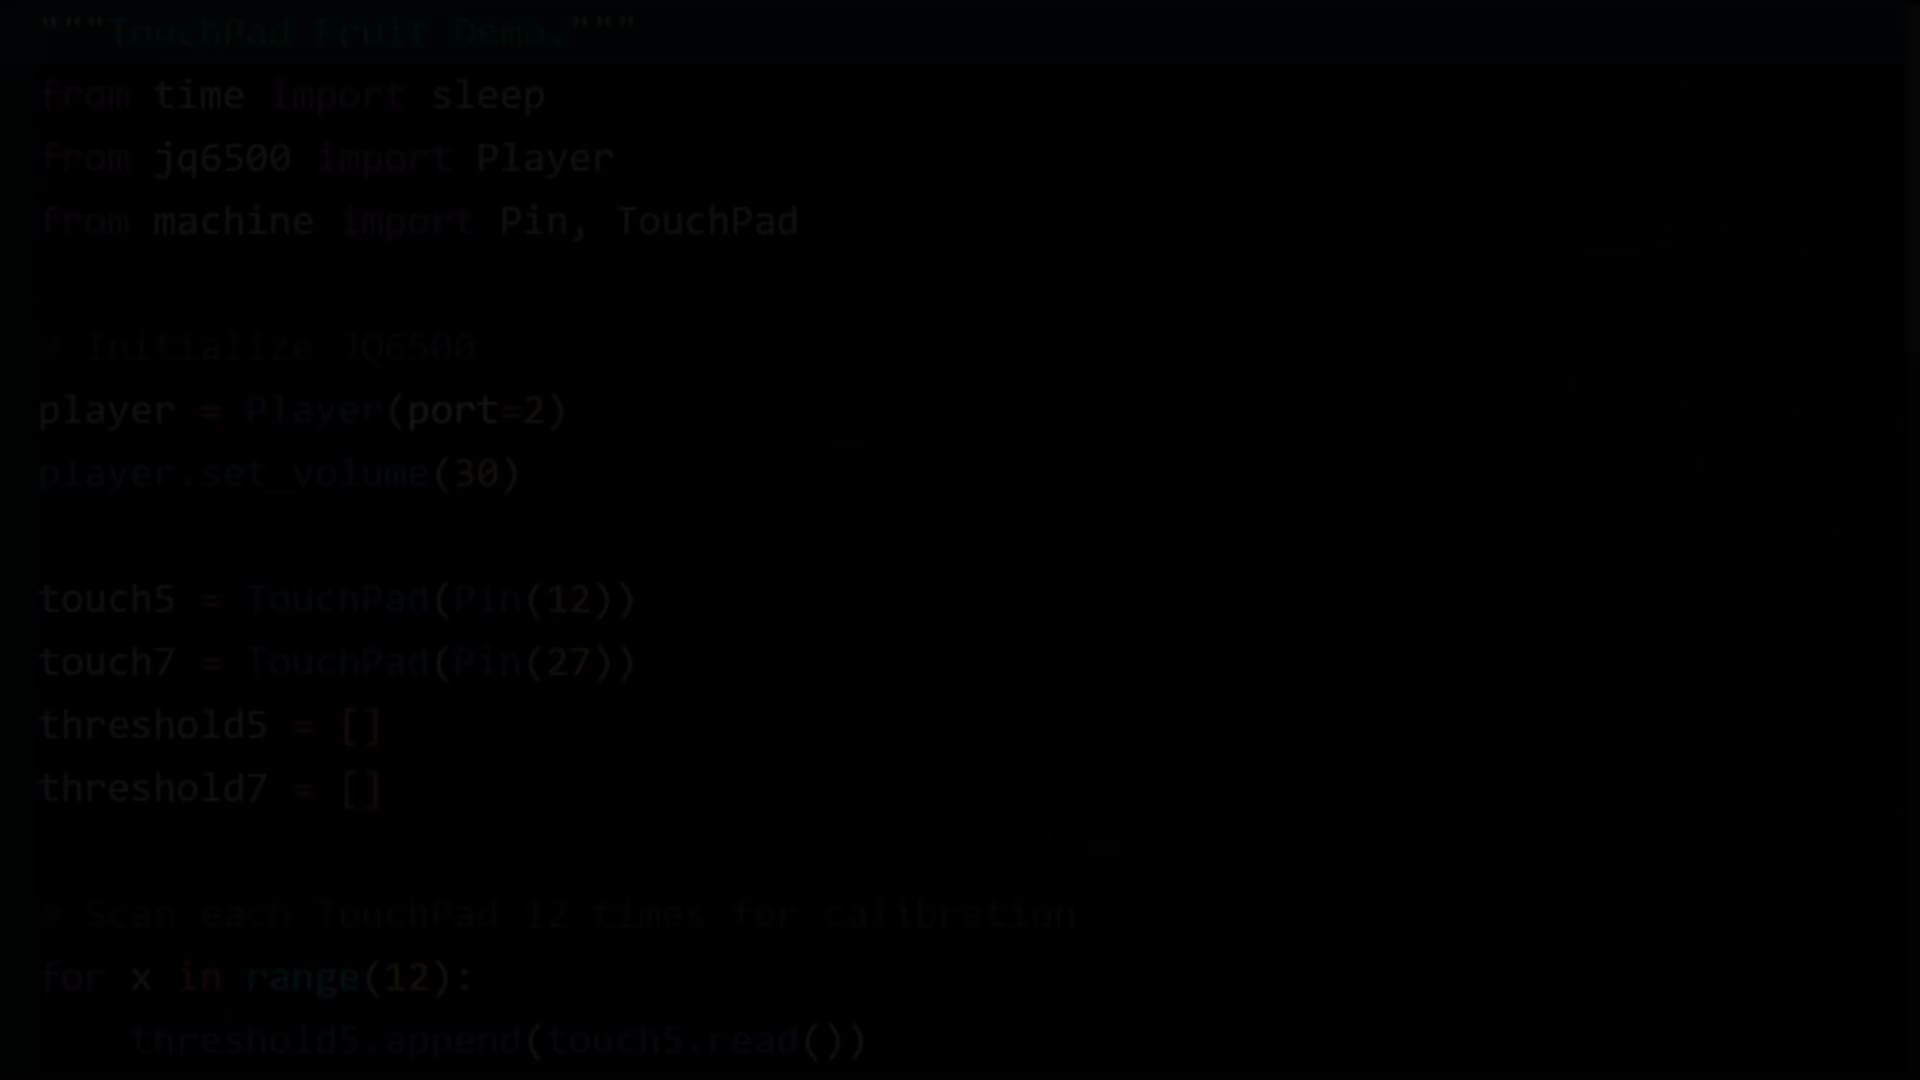 """TouchPad Fruit Demo."""
from time import sleep
from jq6500 import Player
from machine import Pin, TouchPad
# Initialize JQ6500
player = Player(port=2)
player.set_volume(30)
touch5 = TouchPad(Pin(12))
touch7 = TouchPad(Pin(27))
threshold5 = []
threshold7 = []
# Scan each TouchPad 12 times for calibration
for x in range(12):
    threshold5.append(touch5.read())